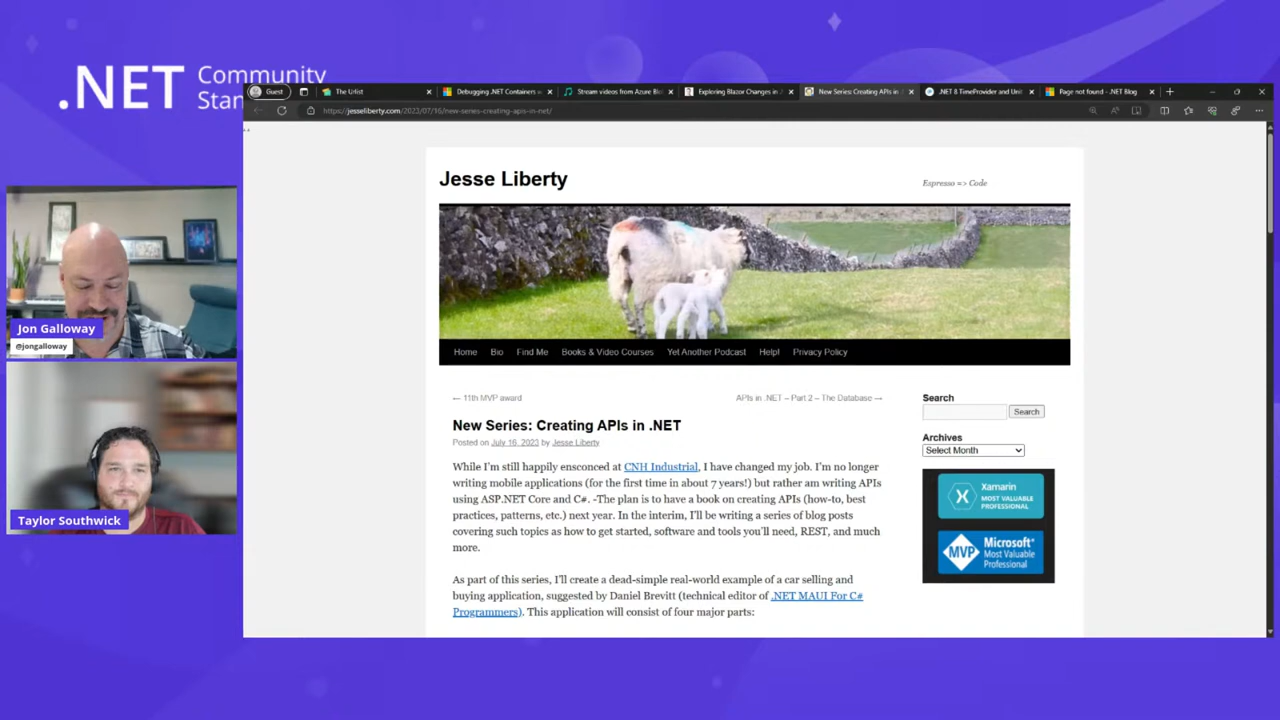 .NET
Community
Stan
Guest
The Urlist
Debugging .NET Containers w
Stream videos from Azure Bl
Exploring Blazor Changes in
New Series: Creating APIs in
.NET 8 TimeProvider and Unit
Page not found - .NET Blog
https://jesseliberty.com/2023/07/16/new-series-creating-apis-in-net/
Jesse Liberty
Espresso => Code
Home Bio Find Me Books & Video Courses Yet Another Podcast Help! Privacy Policy
← 11th MVP award
APIs in .NET – Part 2 – The Database →
New Series: Creating APIs in .NET
Posted on July 16, 2023 by Jesse Liberty
While I'm still happily ensconced at CNH Industrial, I have changed my job. I'm no longer
writing mobile applications (for the first time in about 7 years!) but rather am writing APIs
using ASP.NET Core and C#. -The plan is to have a book on creating APIs (how-to, best
practices, patterns, etc.) next year. In the interim, I'll be writing a series of blog posts
covering such topics as how to get started, software and tools you'll need, REST, and much
more.
As part of this series, I'll create a dead-simple real-world example of a car selling and
buying application, suggested by Daniel Brevitt (technical editor of .NET MAUI For C#
Programmers). This application will consist of four major parts:
Search
Search
Archives
Select Month
Xamarin
MOST VALUABLE
PROFESSIONAL
MVP
Microsoft®
Most Valuable
Professional
Jon Galloway
@jongalloway
Taylor Southwick